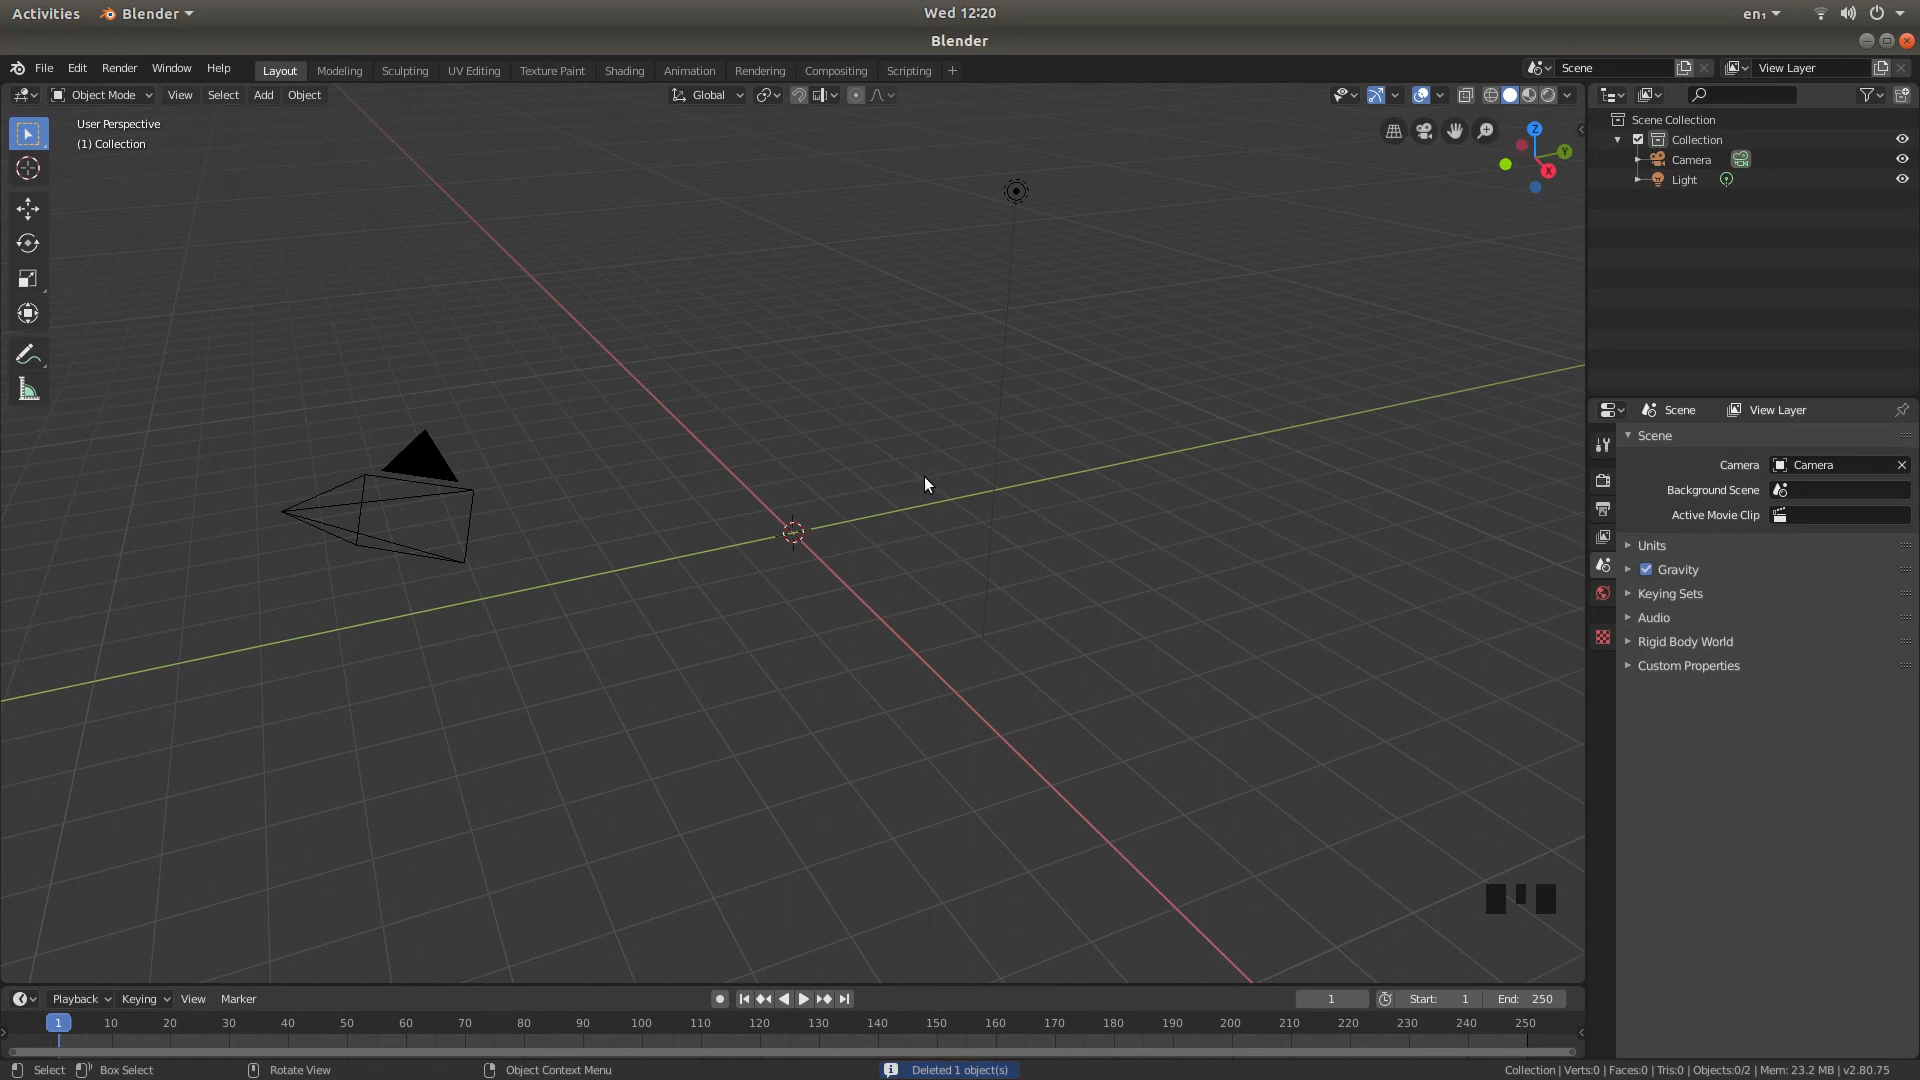 Activities Blender Wed 12:20 en₁
Blender
File Edit Render Window Help Layout Modeling Sculpting UV Editing Texture Paint Shading Animation Rendering Compositing Scripting + Scene View Layer
Object Mode View Select Add Object Global
User Perspective
(1) Collection
Z
Y
X
Scene Collection
Collection
Camera
Light
Scene View Layer
Scene
Camera Camera
Background Scene
Active Movie Clip
Units
Gravity
Keying Sets
Audio
Rigid Body World
Custom Properties
Playback Keying View Marker 1 Start: 1 End: 250
1 10 20 30 40 50 60 70 80 90 100 110 120 130 140 150 160 170 180 190 200 210 220 230 240 250
Select Box Select Rotate View Object Context Menu Deleted 1 object(s) Collection | Verts:0 | Faces:0 | Tris:0 | Objects:0/2 | Mem: 23.2 MB | v2.80.75